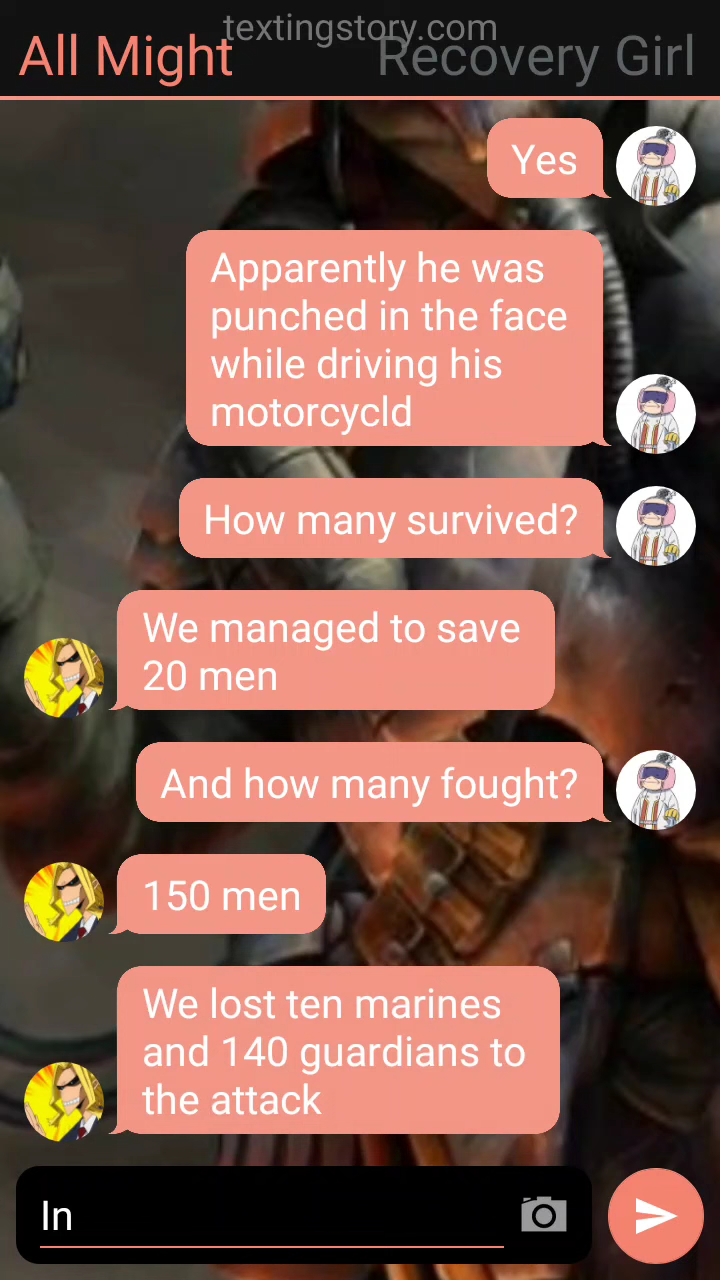 textingstory.com
All Might Recovery Girl
Yes
Apparently he was
punched in the face
while driving his
motorcycld
How many survived?
We managed to save
20 men
And how many fought?
150 men
We lost ten marines
and 140 guardians to
the attack
In